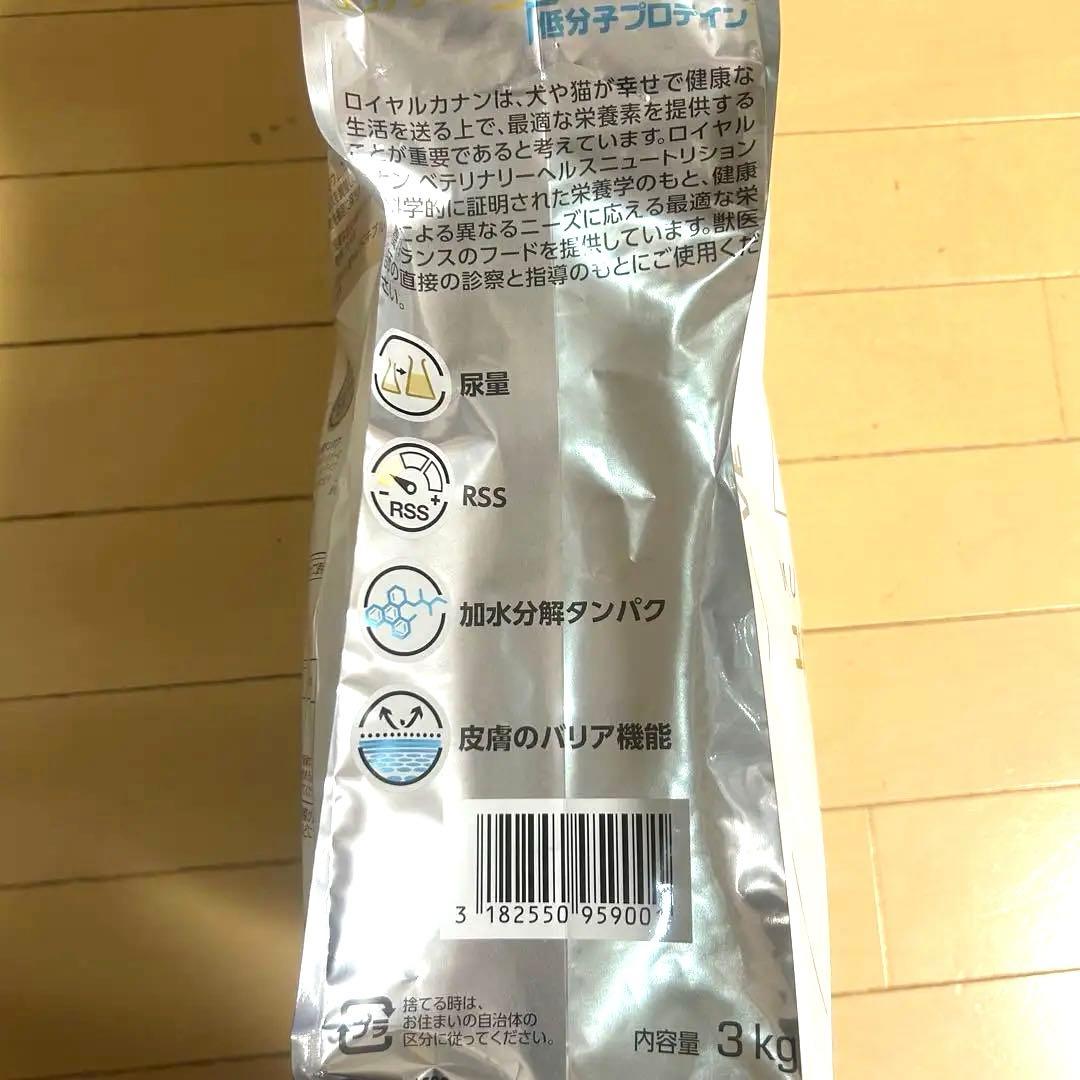 低分子プロテイン
ロイヤルカナンは、犬や猫が幸せで健康な
生活を送る上で、最適な栄養素を提供する
ことが重要であると考えています。ロイヤル
ナン ベテリナリーヘルスニュートリション
科学的に証明された栄養学のもと、健康
による異なるニーズに応える最適な栄
ランスのフードを提供しています。獣医
の直接の診察と指導のもとにご使用くだ
さい。
尿量
RSS
RSS
加水分解タンパク
皮膚のバリア機能
3 182550 959001
プラ
捨てる時は、
お住まいの自治体の
区分に従ってください。
内容量 3 kg